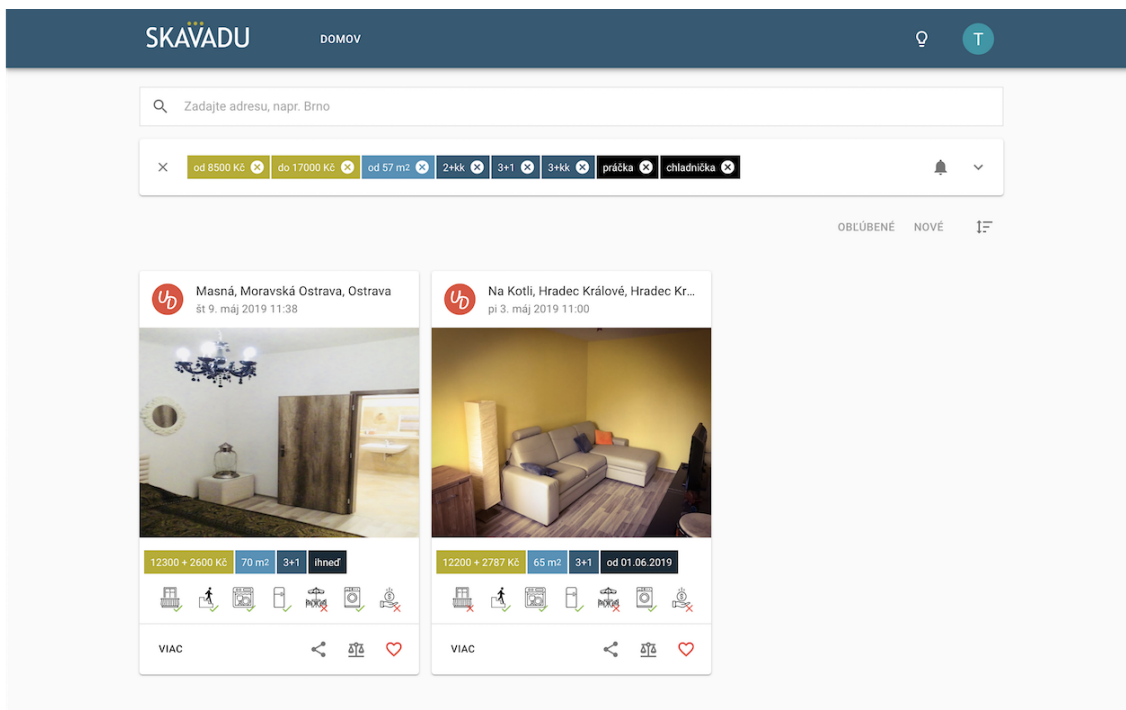 SKAVADU
DOMOV
T
Zadajte adresu, napr. Brno
od 8500 Kč
do 17000 Kč
od 57 m2
2+kk
3+1
3+kk
práčka
chladnička
OBĽÚBENÉ
NOVÉ
UD
Masná, Moravská Ostrava, Ostrava
št 9. máj 2019 11:38
12300 + 2600 Kč
70 m2
3+1
ihneď
VIAC
UD
Na Kotli, Hradec Králové, Hradec Kr...
pi 3. máj 2019 11:00
12200 + 2787 Kč
65 m2
3+1
od 01.06.2019
VIAC